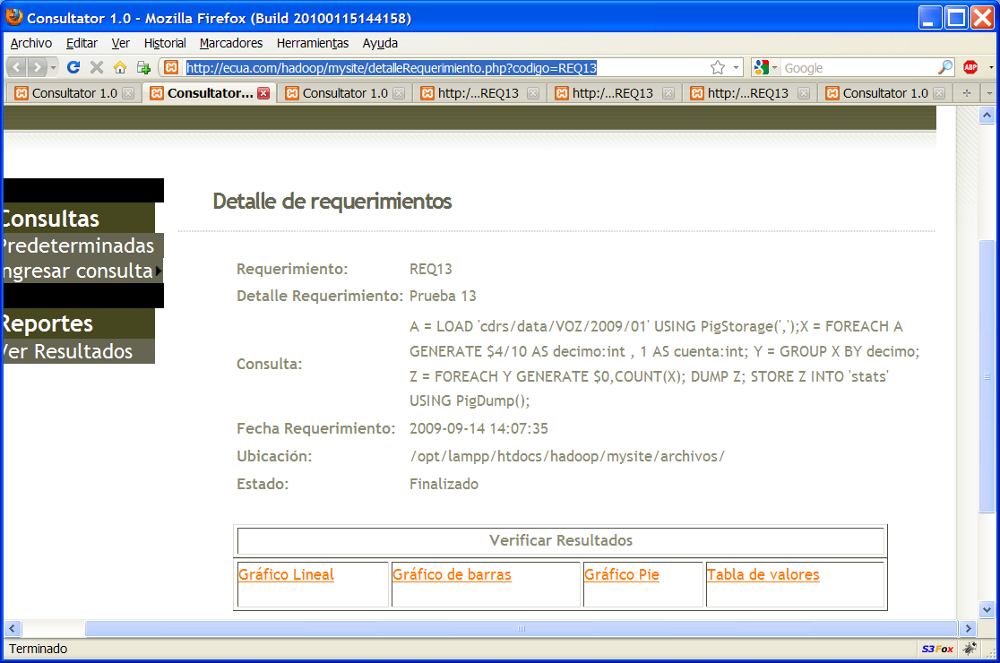 Consultator 1.0 - Mozilla Firefox (Build 20100115144158)
Archivo Editar Ver Historial Marcadores Herramientas Ayuda
http://ecua.com/hadoop/mysite/detalleRequerimiento.php?codigo=REQ13 Google ABP
Consultator 1.0 Consultator... Consultator 1.0 http:/...REQ13 http:/...REQ13 http:/...REQ13 Consultator 1.0
Detalle de requerimientos
Consultas
Predeterminadas
ngresar consulta
Reportes
Ver Resultados
Requerimiento: REQ13
Detalle Requerimiento: Prueba 13
Consulta:
A = LOAD 'cdrs/data/VOZ/2009/01' USING PigStorage(',');X = FOREACH A
GENERATE $4/10 AS decimo:int , 1 AS cuenta:int; Y = GROUP X BY decimo;
Z = FOREACH Y GENERATE $0,COUNT(X); DUMP Z; STORE Z INTO 'stats'
USING PigDump();
Fecha Requerimiento: 2009-09-14 14:07:35
Ubicación: /opt/lampp/htdocs/hadoop/mysite/archivos/
Estado: Finalizado
Verificar Resultados
Gráfico Lineal Gráfico de barras Gráfico Pie Tabla de valores
Terminado S3Fox